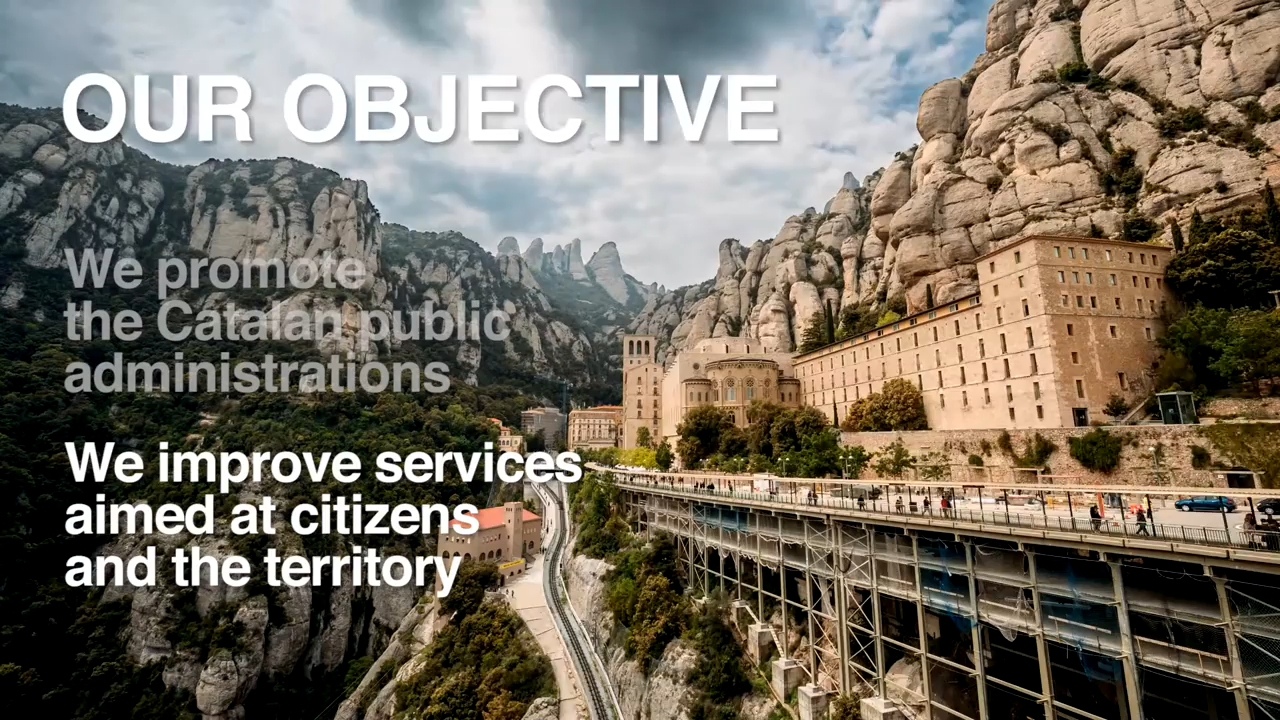 OUR OBJECTIVE
We promote
the Catalan public
administrations
We improve services
aimed at citizens
and the territory